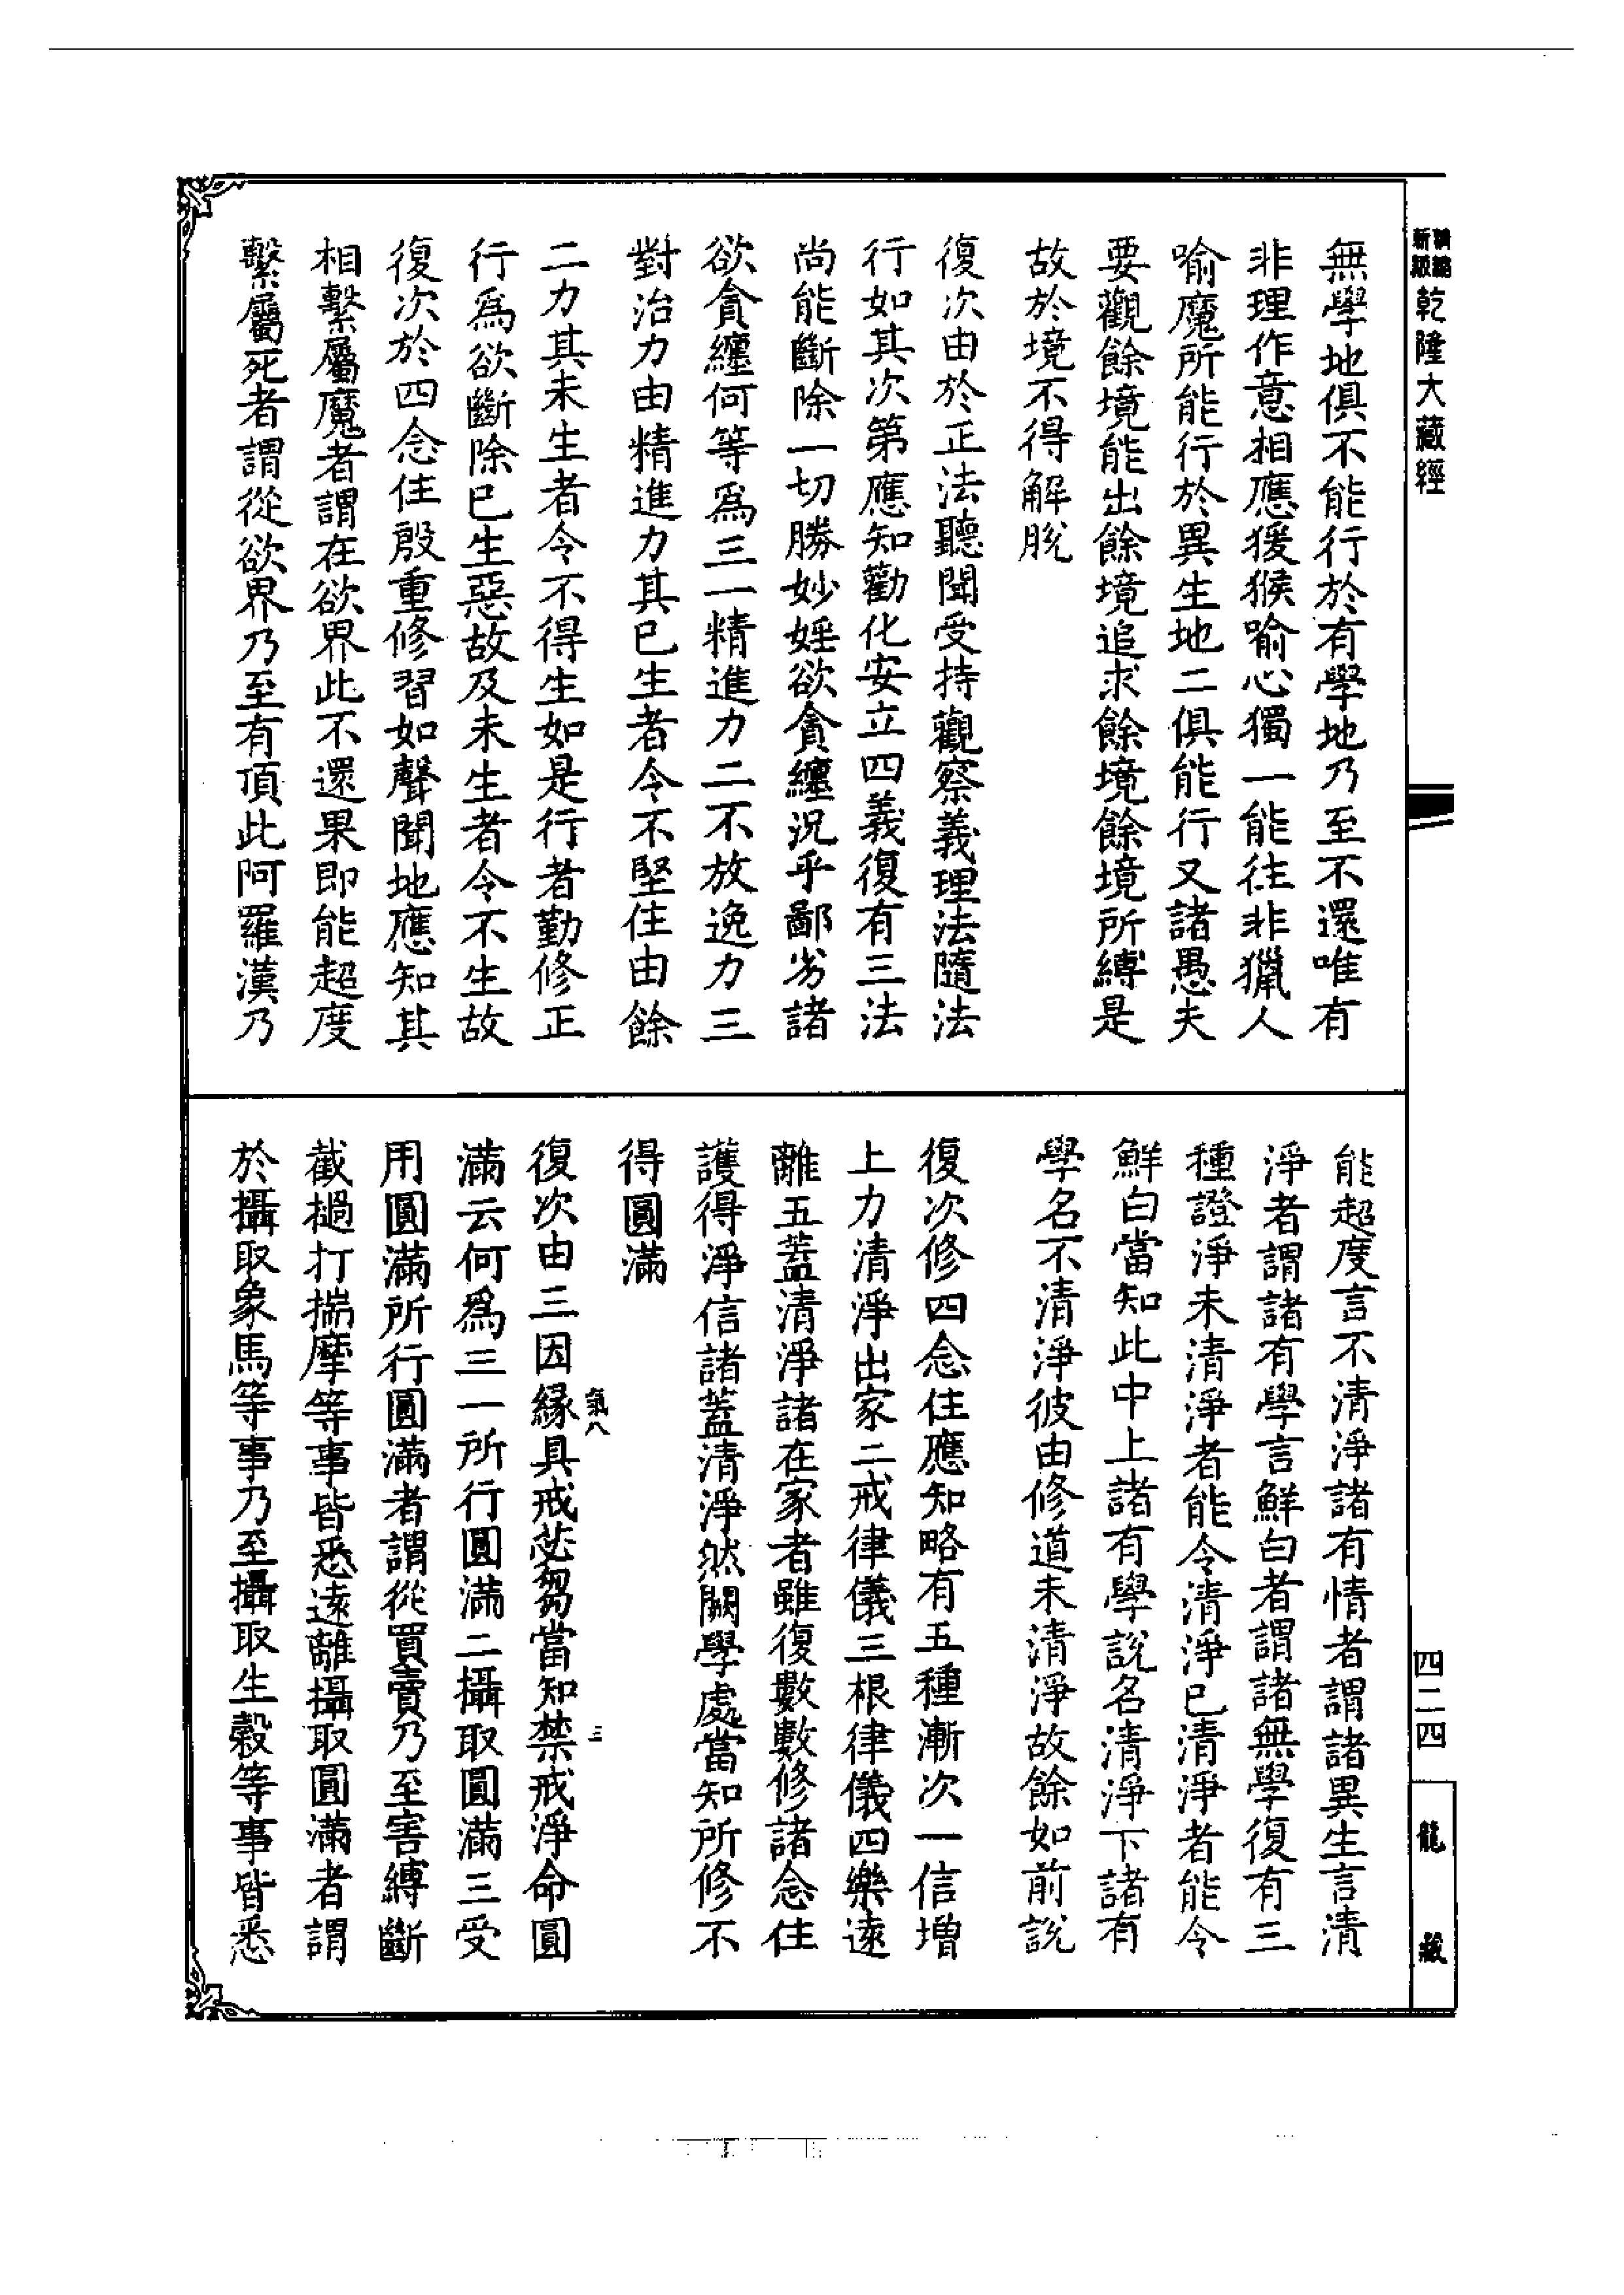 乾隆大藏經
無學地俱不能行於有學地乃至不還唯有
非理作意相應猨猴喻心獨一能往非獵人
喻魔所能行於異生地二俱能行又諸愚夫
要觀餘境能出餘境追求餘境餘境所縛是
故於境不得解脫
復次由於正法聽聞受持觀察義理法隨法
行如其次第應知勸化安立四義復有三法
尚能斷除一切勝妙婬欲貪纏況乎鄙劣諸
欲貪纏何等爲三一精進力二不放逸力三
對治力由精進力其已生者令不堅住由餘
二力其未生者令不得生如是行者勤修正
行爲欲斷除已生惡故及未生者令不生故
復次於四念住殷重修習如聲聞地應知其
相繫屬魔者謂在欲界此不還果即能超度
繫屬死者謂從欲界乃至有頂此阿羅漢乃
能超度言不清淨諸有情者謂諸異生言清
淨者謂諸有學言鮮白者謂諸無學復有三
種證淨未清淨者能令清淨已清淨者能令
鮮白當知此中上諸有學說名清淨下諸有
學名不清淨彼由修道未清淨故餘如前說
復次修四念住應知略有五種漸次一信增
上力清淨出家二戒律儀三根律儀四樂遠
離五蓋清淨諸在家者雖復數數修諸念住
護得淨信諸蓋清淨然闕學處當知所修不
得圓滿
復次由三因緣具戒苾芻當知禁戒淨命圓
滿云何爲三一所行圓滿二攝取圓滿三受
用圓滿所行圓滿者謂從買賣乃至害縛斷
截撾打揣摩等事皆悉遠離攝取圓滿者謂
於攝取象馬等事乃至攝取生穀等事皆悉
四二四
龍藏